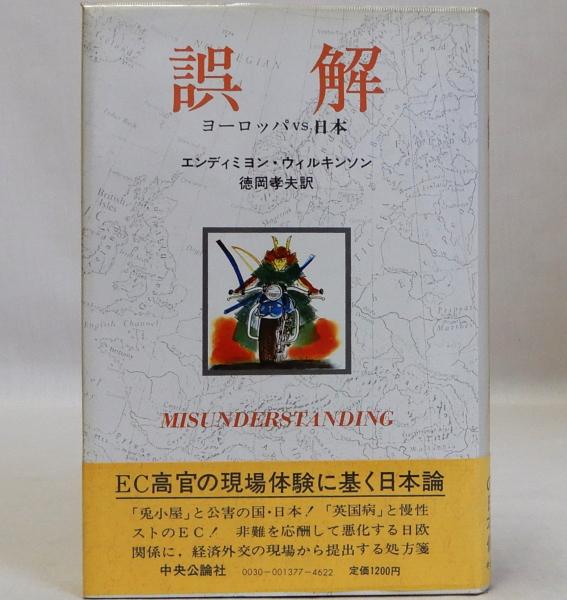 誤解
ヨーロッパvs.日本
エンディミヨン・ウィルキンソン
徳岡孝夫訳
MISUNDERSTANDING
EC高官の現場体験に基く日本論
「兎小屋」と公害の国・日本！「英国病」と慢性
ストのEC！ 非難を応酬して悪化する日欧
関係に，経済外交の現場から提出する処方箋
中央公論社 0030-001377-4622 定価1200円
British
Isles
English Channel